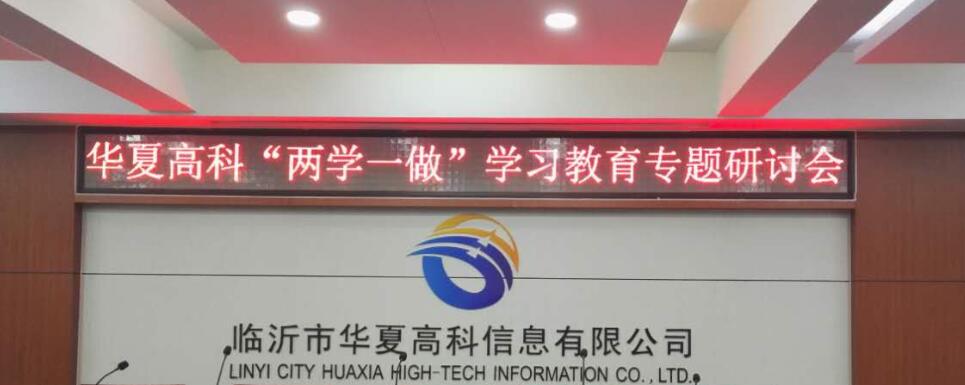 华夏高科“两学一做”学习教育专题研讨会
临沂市华夏高科信息有限公司
LINYI CITY HUAXIA HIGH-TECH INFORMATION CO.,LTD.